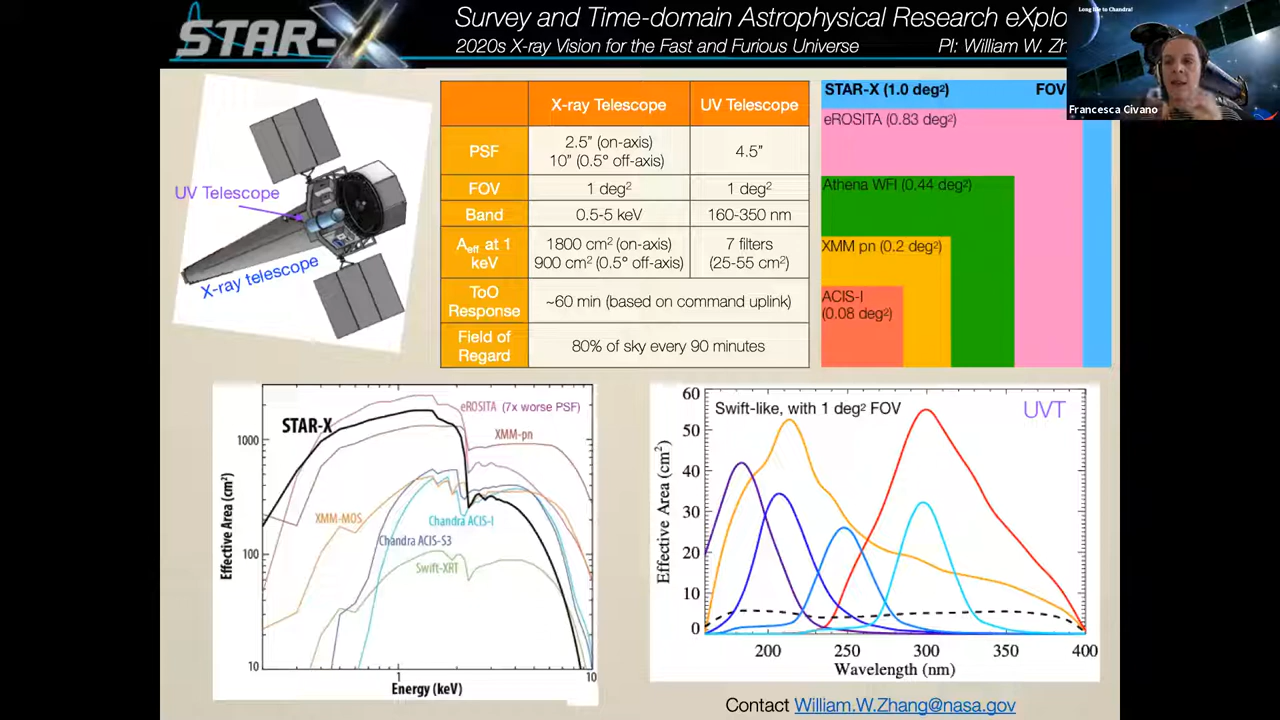 STAR-X
Survey and Time-domain Astrophysical Research eXplo
2020s X-ray Vision for the Fast and Furious Universe
PI: William W. Zh
Long life to Chandra!
Francesca Civano
UV Telescope
X-ray telescope
X-ray Telescope UV Telescope
PSF 2.5" (on-axis) 10" (0.5° off-axis) 4.5"
FOV 1 deg² 1 deg²
Band 0.5-5 keV 160-350 nm
Aeff at 1 keV 1800 cm² (on-axis) 900 cm² (0.5° off-axis) 7 filters (25-55 cm²)
ToO Response ~60 min (based on command uplink)
Field of Regard 80% of sky every 90 minutes
STAR-X (1.0 deg²) FOV
eROSITA (0.83 deg²)
Athena WFI (0.44 deg²)
XMM pn (0.2 deg²)
ACIS-I
(0.08 deg²)
STAR-X
eROSITA (7x worse PSF)
XMM-pn
XMM-MOS
Chandra ACIS-I
Chandra ACIS-S3
Swift-XRT
Effective Area (cm²)
1000
100
10
1
10
Energy (keV)
Swift-like, with 1 deg² FOV
UVT
Effective Area (cm²)
60
50
40
30
20
10
0
200 250 300 350 400
Wavelength (nm)
Contact William.W.Zhang@nasa.gov